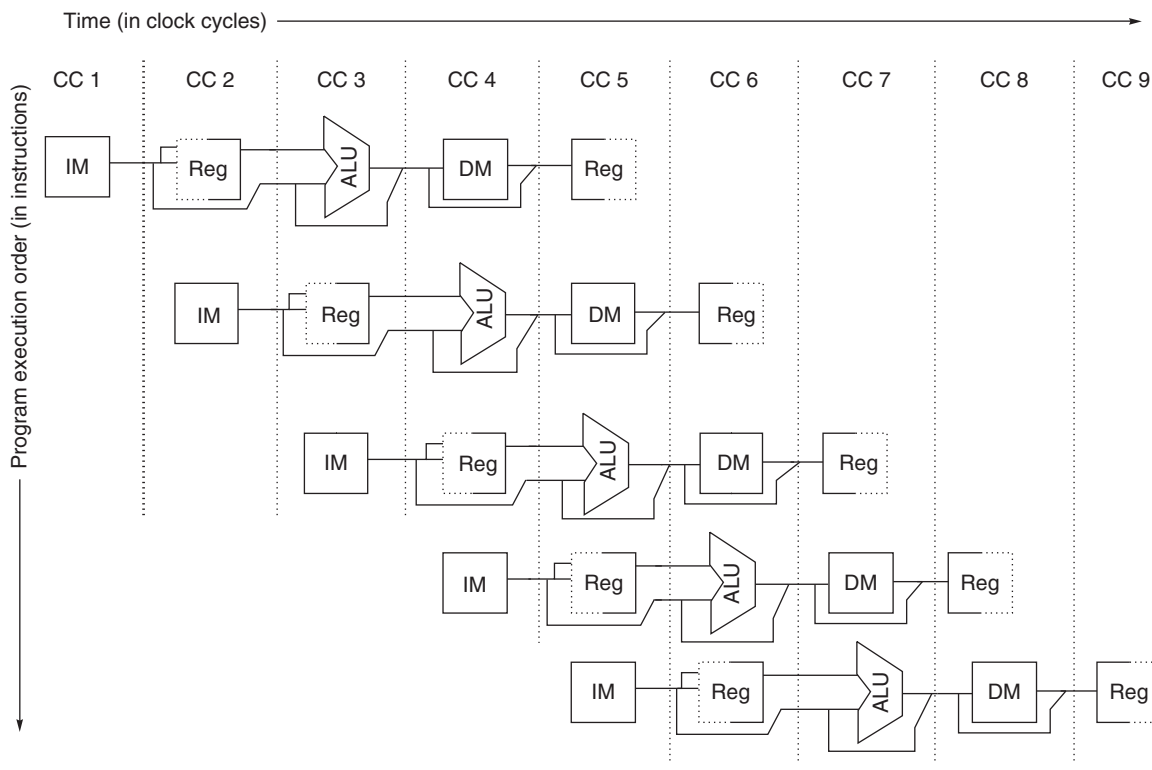 Time (in clock cycles)
CC 1 CC 2 CC 3 CC 4 CC 5 CC 6 CC 7 CC 8 CC 9
Program execution order (in instructions)
IM Reg ALU DM Reg
IM Reg ALU DM Reg
IM Reg ALU DM Reg
IM Reg ALU DM Reg
IM Reg ALU DM Reg